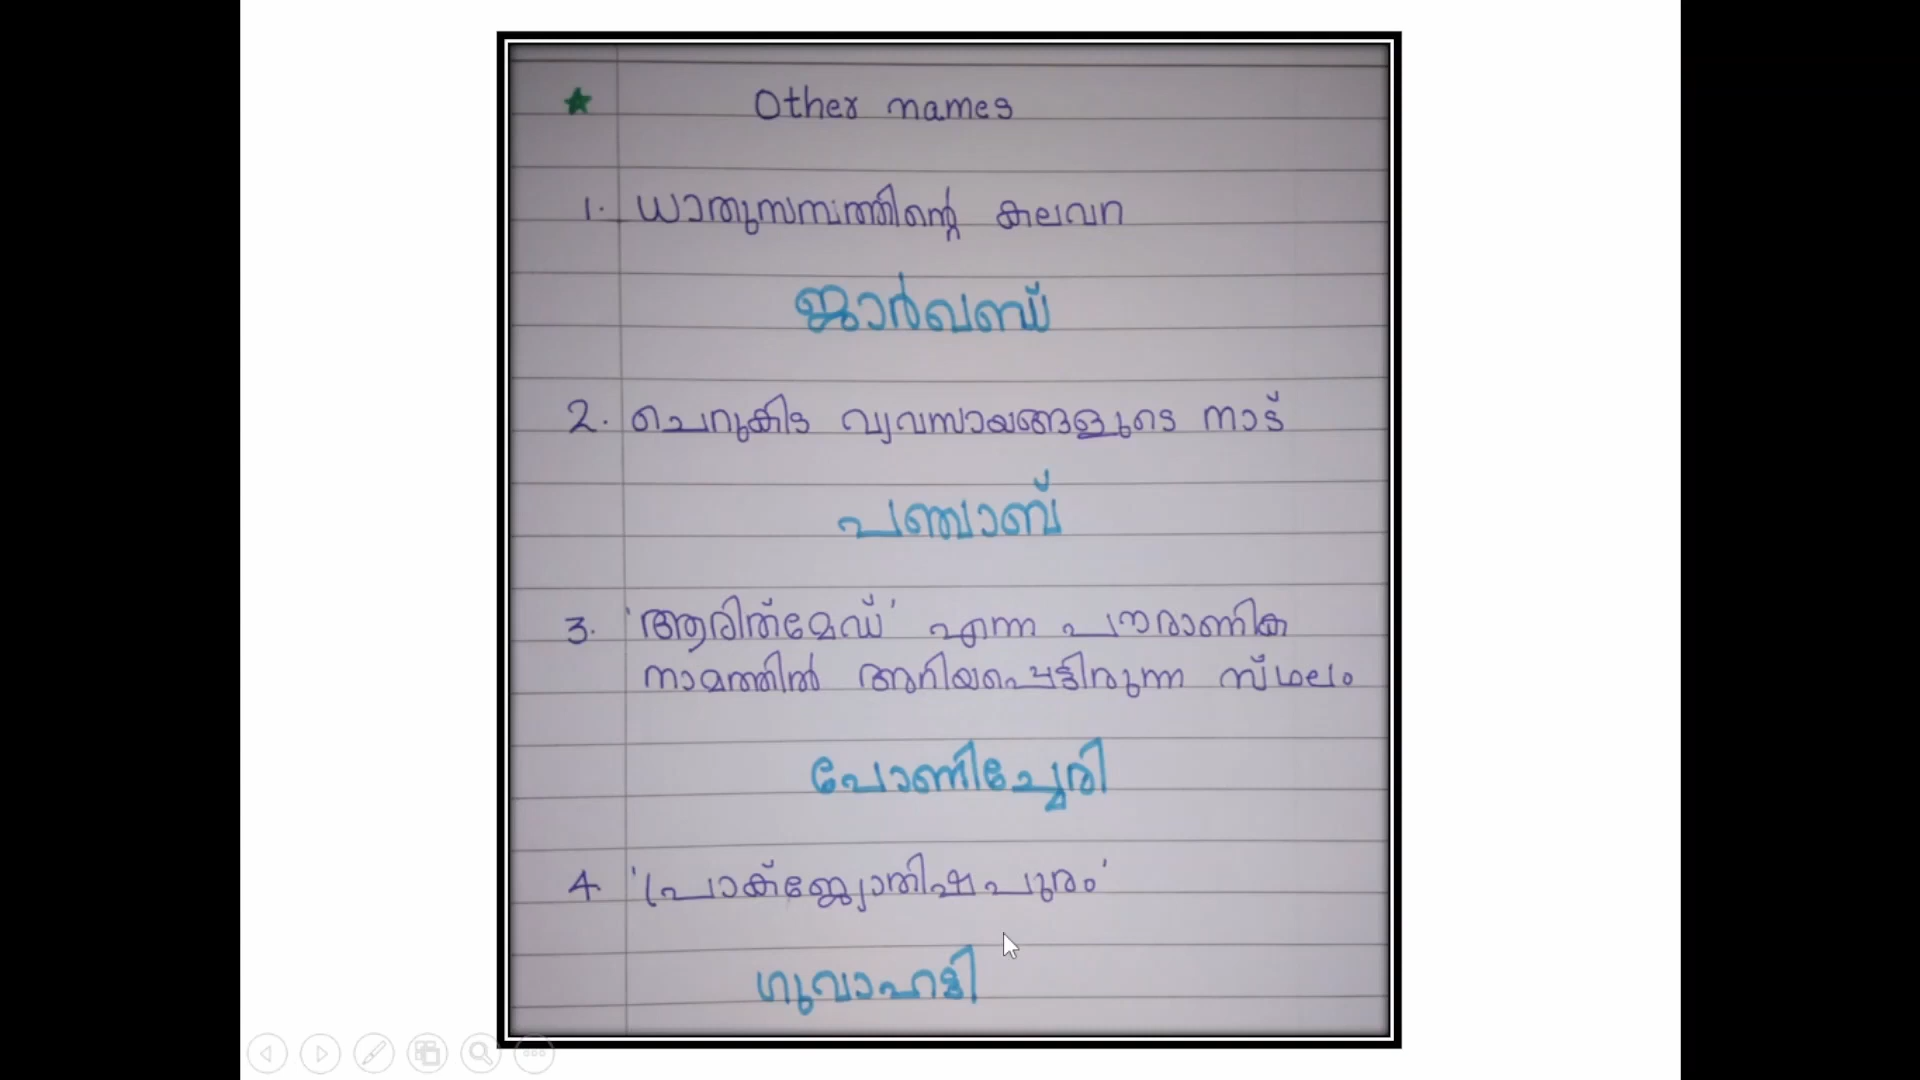 ★ Other names
1. ധാതുസമ്പത്തിന്റെ കലവറ
ജാർഖണ്ഡ്
2. ചെറുകിട വ്യവസായങ്ങളുടെ നാട്
പഞ്ചാബ്
3. 'ആരിത്മേഡ്' എന്ന പൗരാണിക
നാമത്തിൽ അറിയപ്പെട്ടിരുന്ന സ്ഥലം
പോണ്ടിച്ചേരി
4. 'പ്രാക്ജ്യോതിഷപുരം'
ഗുവാഹട്ടി